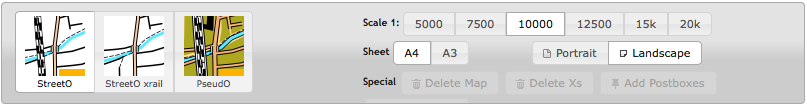 Scale 1: 5000 7500 10000 12500 15k 20k
Sheet A4 A3 Portrait Landscape
StreetO StreetO xrail PseudO
Special Delete Map Delete Xs Add Postboxes